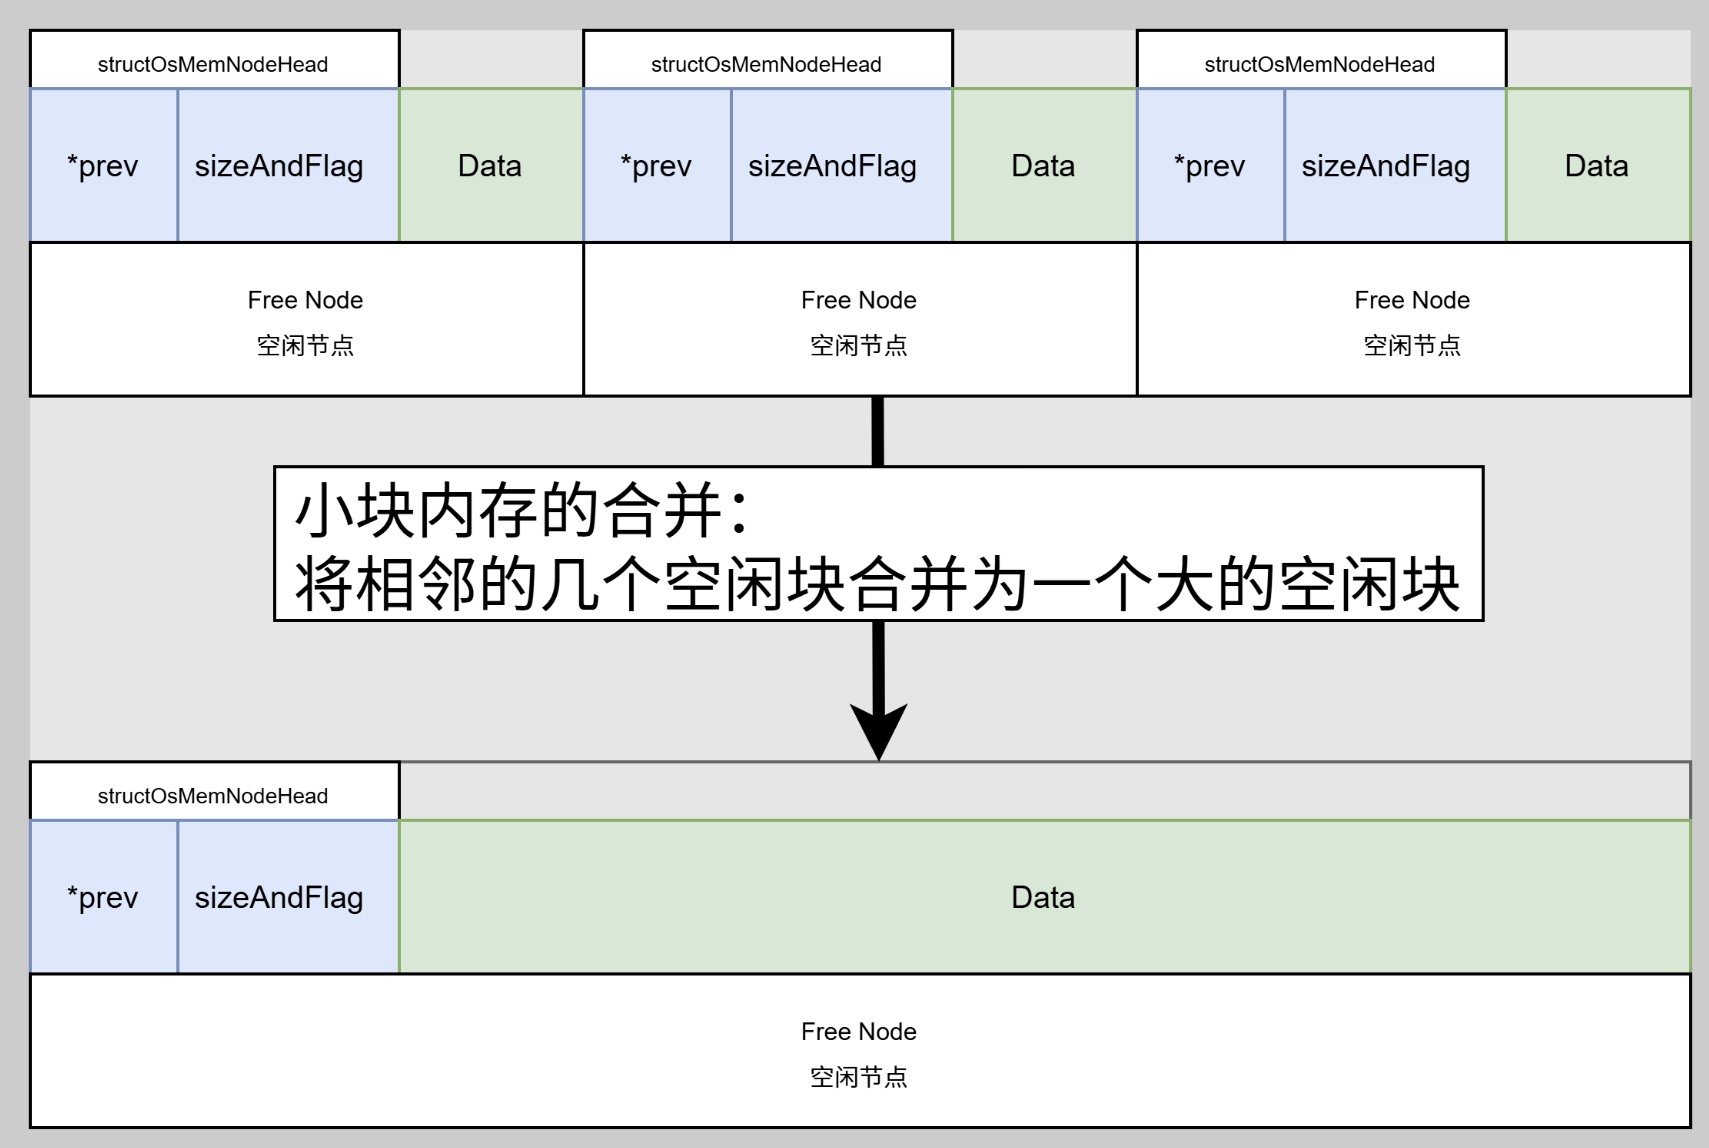 structOsMemNodeHead structOsMemNodeHead structOsMemNodeHead
*prev sizeAndFlag Data *prev sizeAndFlag Data *prev sizeAndFlag Data
Free Node Free Node Free Node
空闲节点 空闲节点 空闲节点
小块内存的合并：
将相邻的几个空闲块合并为一个大的空闲块
structOsMemNodeHead
*prev sizeAndFlag Data
Free Node
空闲节点